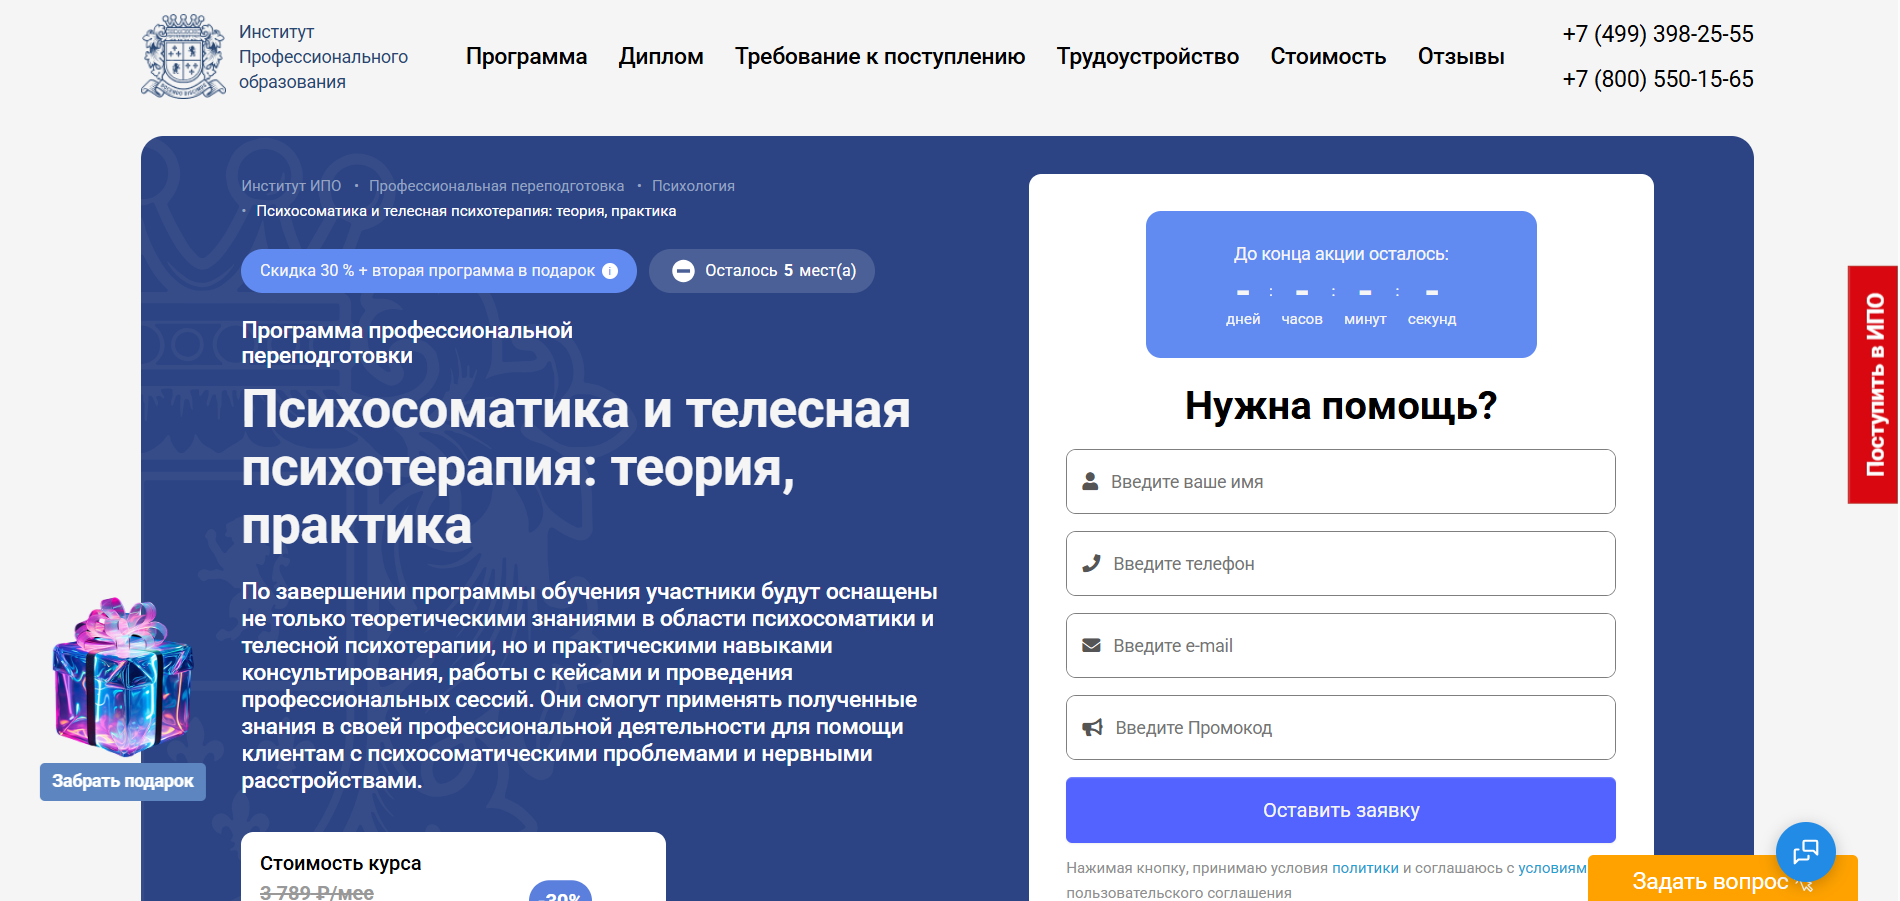 Институт
Профессионального
образования
Программа
Диплом
Требование к поступлению
Трудоустройство
Стоимость
Отзывы
+7 (499) 398-25-55
+7 (800) 550-15-65
Институт ИПО • Профессиональная переподготовка • Психология
• Психосоматика и телесная психотерапия: теория, практика
Скидка 30 % + вторая программа в подарок
Осталось 5 мест(а)
Программа профессиональной
переподготовки
Психосоматика и телесная
психотерапия: теория,
практика
По завершении программы обучения участники будут оснащены
не только теоретическими знаниями в области психосоматики и
телесной психотерапии, но и практическими навыками
консультирования, работы с кейсами и проведения
профессиональных сессий. Они смогут применять полученные
знания в своей профессиональной деятельности для помощи
клиентам с психосоматическими проблемами и нервными
расстройствами.
Забрать подарок
Стоимость курса
3 789 ₽/мес
-30%
До конца акции осталось:
- : - : - : -
дней часов минут секунд
Нужна помощь?
Введите ваше имя
Введите телефон
Введите e-mail
Введите Промокод
Оставить заявку
Нажимая кнопку, принимаю условия политики и соглашаюсь с условиям
пользовательского соглашения
Поступить в ИПО
Задать вопрос